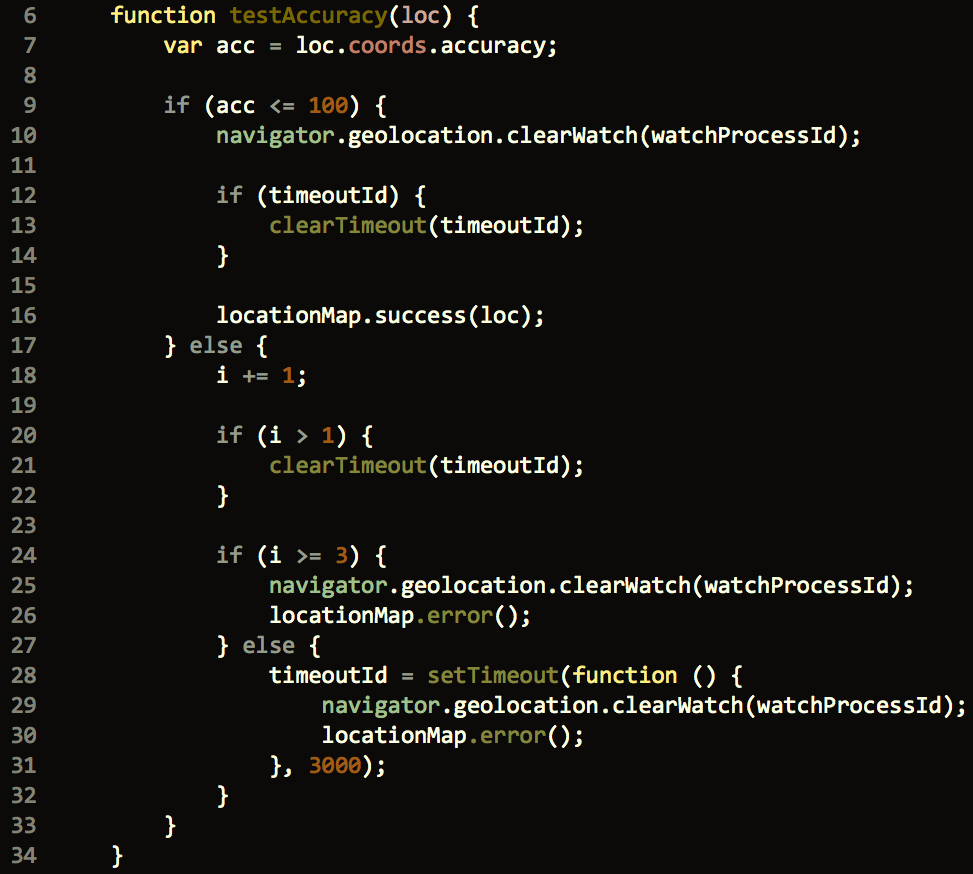 6 function testAccuracy(loc) {
7 var acc = loc.coords.accuracy;
8
9 if (acc <= 100) {
10 navigator.geolocation.clearWatch(watchProcessId);
11
12 if (timeoutId) {
13 clearTimeout(timeoutId);
14 }
15
16 locationMap.success(loc);
17 } else {
18 i += 1;
19
20 if (i > 1) {
21 clearTimeout(timeoutId);
22 }
23
24 if (i >= 3) {
25 navigator.geolocation.clearWatch(watchProcessId);
26 locationMap.error();
27 } else {
28 timeoutId = setTimeout(function () {
29 navigator.geolocation.clearWatch(watchProcessId);
30 locationMap.error();
31 }, 3000);
32 }
33 }
34 }